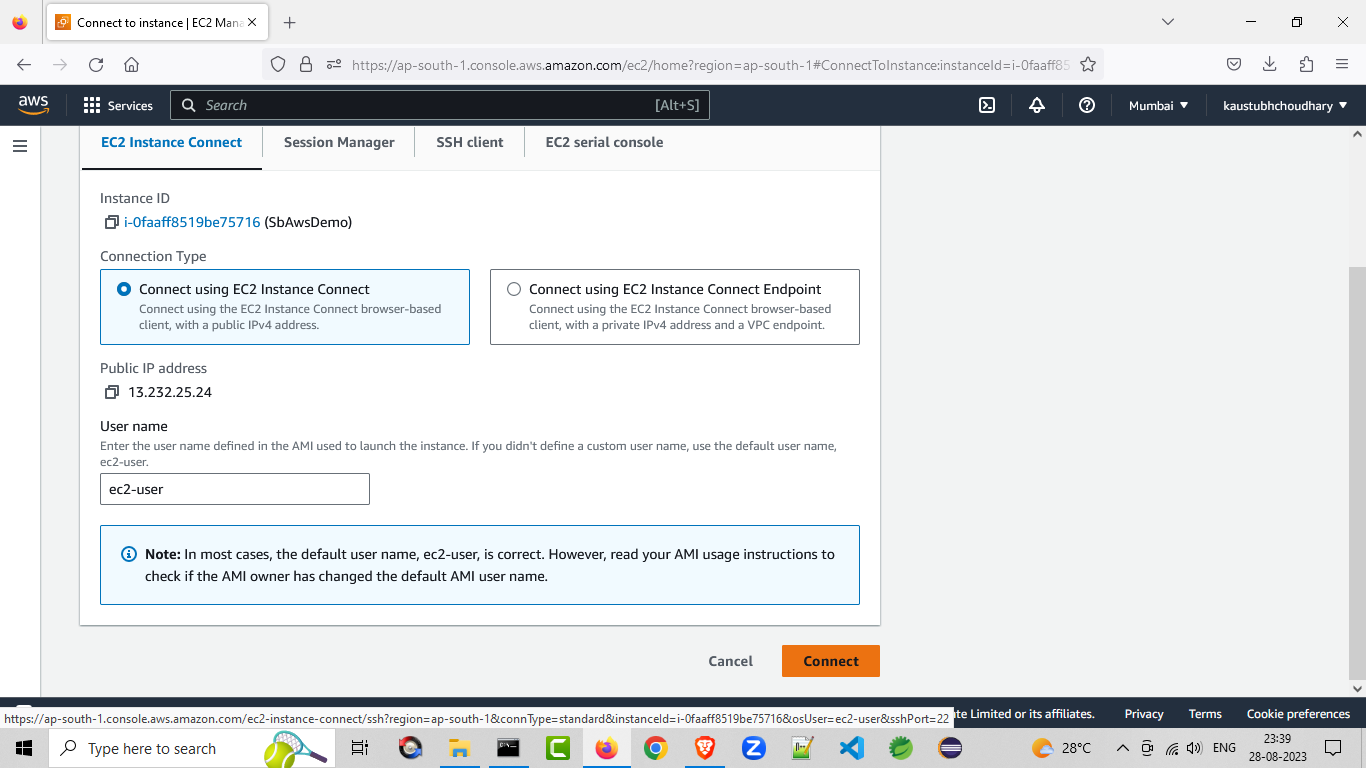 Connect to instance | EC2 Mana
https://ap-south-1.console.aws.amazon.com/ec2/home?region=ap-south-1#ConnectToInstance:instanceId=i-0faaff85
aws
Services
Search
[Alt+S]
Mumbai
kaustubhchoudhary
EC2 Instance Connect
Session Manager
SSH client
EC2 serial console
Instance ID
i-0faaff8519be75716 (SbAwsDemo)
Connection Type
Connect using EC2 Instance Connect
Connect using the EC2 Instance Connect browser-based
client, with a public IPv4 address.
Connect using EC2 Instance Connect Endpoint
Connect using the EC2 Instance Connect browser-based
client, with a private IPv4 address and a VPC endpoint.
Public IP address
13.232.25.24
User name
Enter the user name defined in the AMI used to launch the instance. If you didn't define a custom user name, use the default user name,
ec2-user.
ec2-user
Note: In most cases, the default user name, ec2-user, is correct. However, read your AMI usage instructions to
check if the AMI owner has changed the default AMI user name.
Cancel
Connect
https://ap-south-1.console.aws.amazon.com/ec2-instance-connect/ssh?region=ap-south-1&connType=standard&instanceId=i-0faaff8519be75716&osUser=ec2-user&sshPort=22
te Limited or its affiliates.
Privacy
Terms
Cookie preferences
Type here to search
28°C
ENG
23:39
28-08-2023